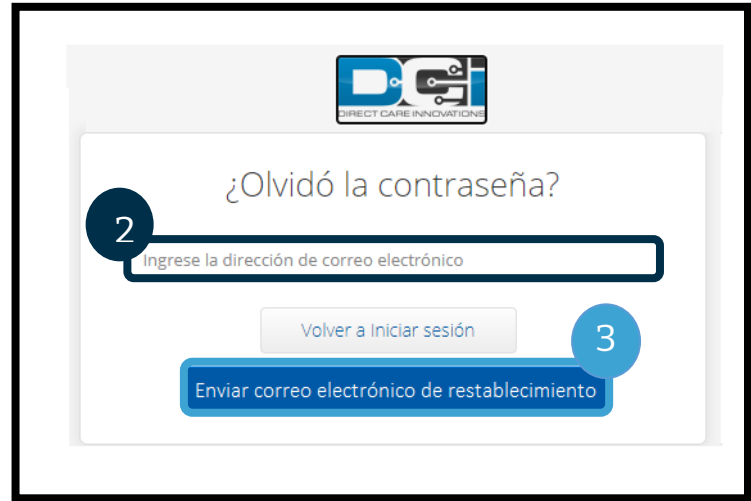 DCI
DIRECT CARE INNOVATIONS
¿Olvidó la contraseña?
2
Ingrese la dirección de correo electrónico
Volver a Iniciar sesión
3
Enviar correo electrónico de restablecimiento